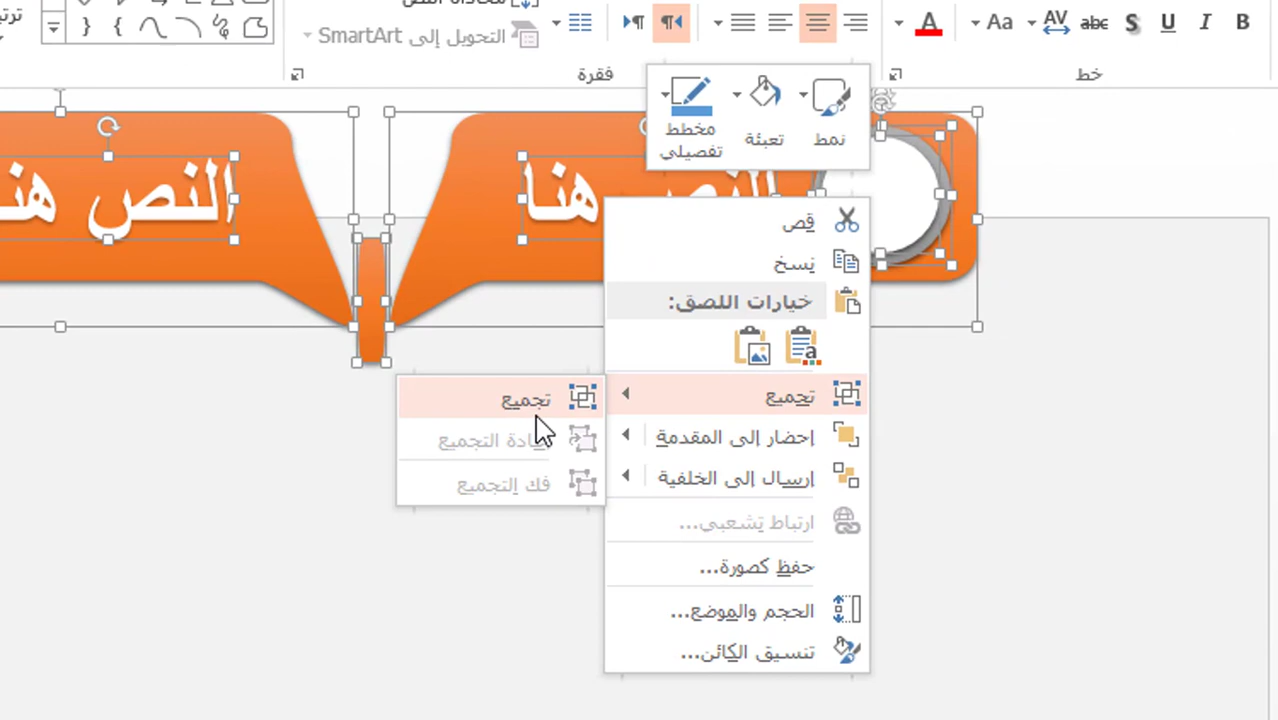 التحويل إلى SmartArt
Aa
AV
abc
S
U
I
B
A
فقرة
خط
نمط
تعبئة
مخطط
تفصيلي
النص هنا
النص هنا
قص
نسخ
خيارات اللصق:
تجميع
إحضار إلى المقدمة
إرسال إلى الخلفية
ارتباط تشعبي...
حفظ كصورة...
الحجم والموضع...
تنسيق الكائن...
تجميع
إعادة التجميع
فك التجميع